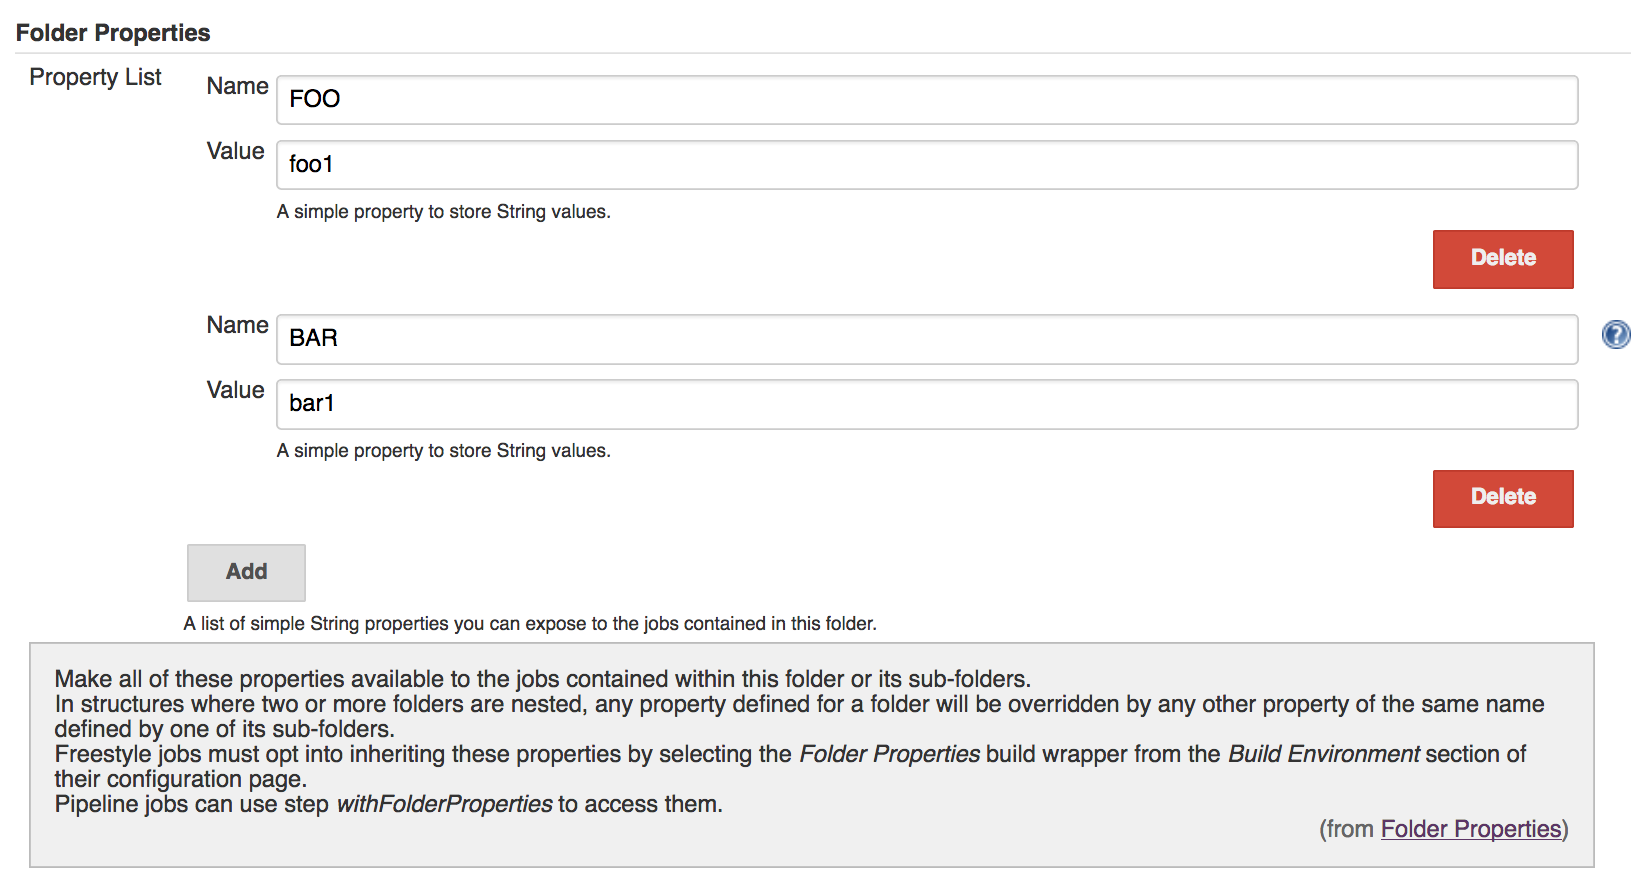 Folder Properties
Property List
Name
FOO
Value
foo1
A simple property to store String values.
Delete
Name
BAR
?
Value
bar1
A simple property to store String values.
Delete
Add
A list of simple String properties you can expose to the jobs contained in this folder.
Make all of these properties available to the jobs contained within this folder or its sub-folders.
In structures where two or more folders are nested, any property defined for a folder will be overridden by any other property of the same name
defined by one of its sub-folders.
Freestyle jobs must opt into inheriting these properties by selecting the Folder Properties build wrapper from the Build Environment section of
their configuration page.
Pipeline jobs can use step withFolderProperties to access them.
(from Folder Properties)